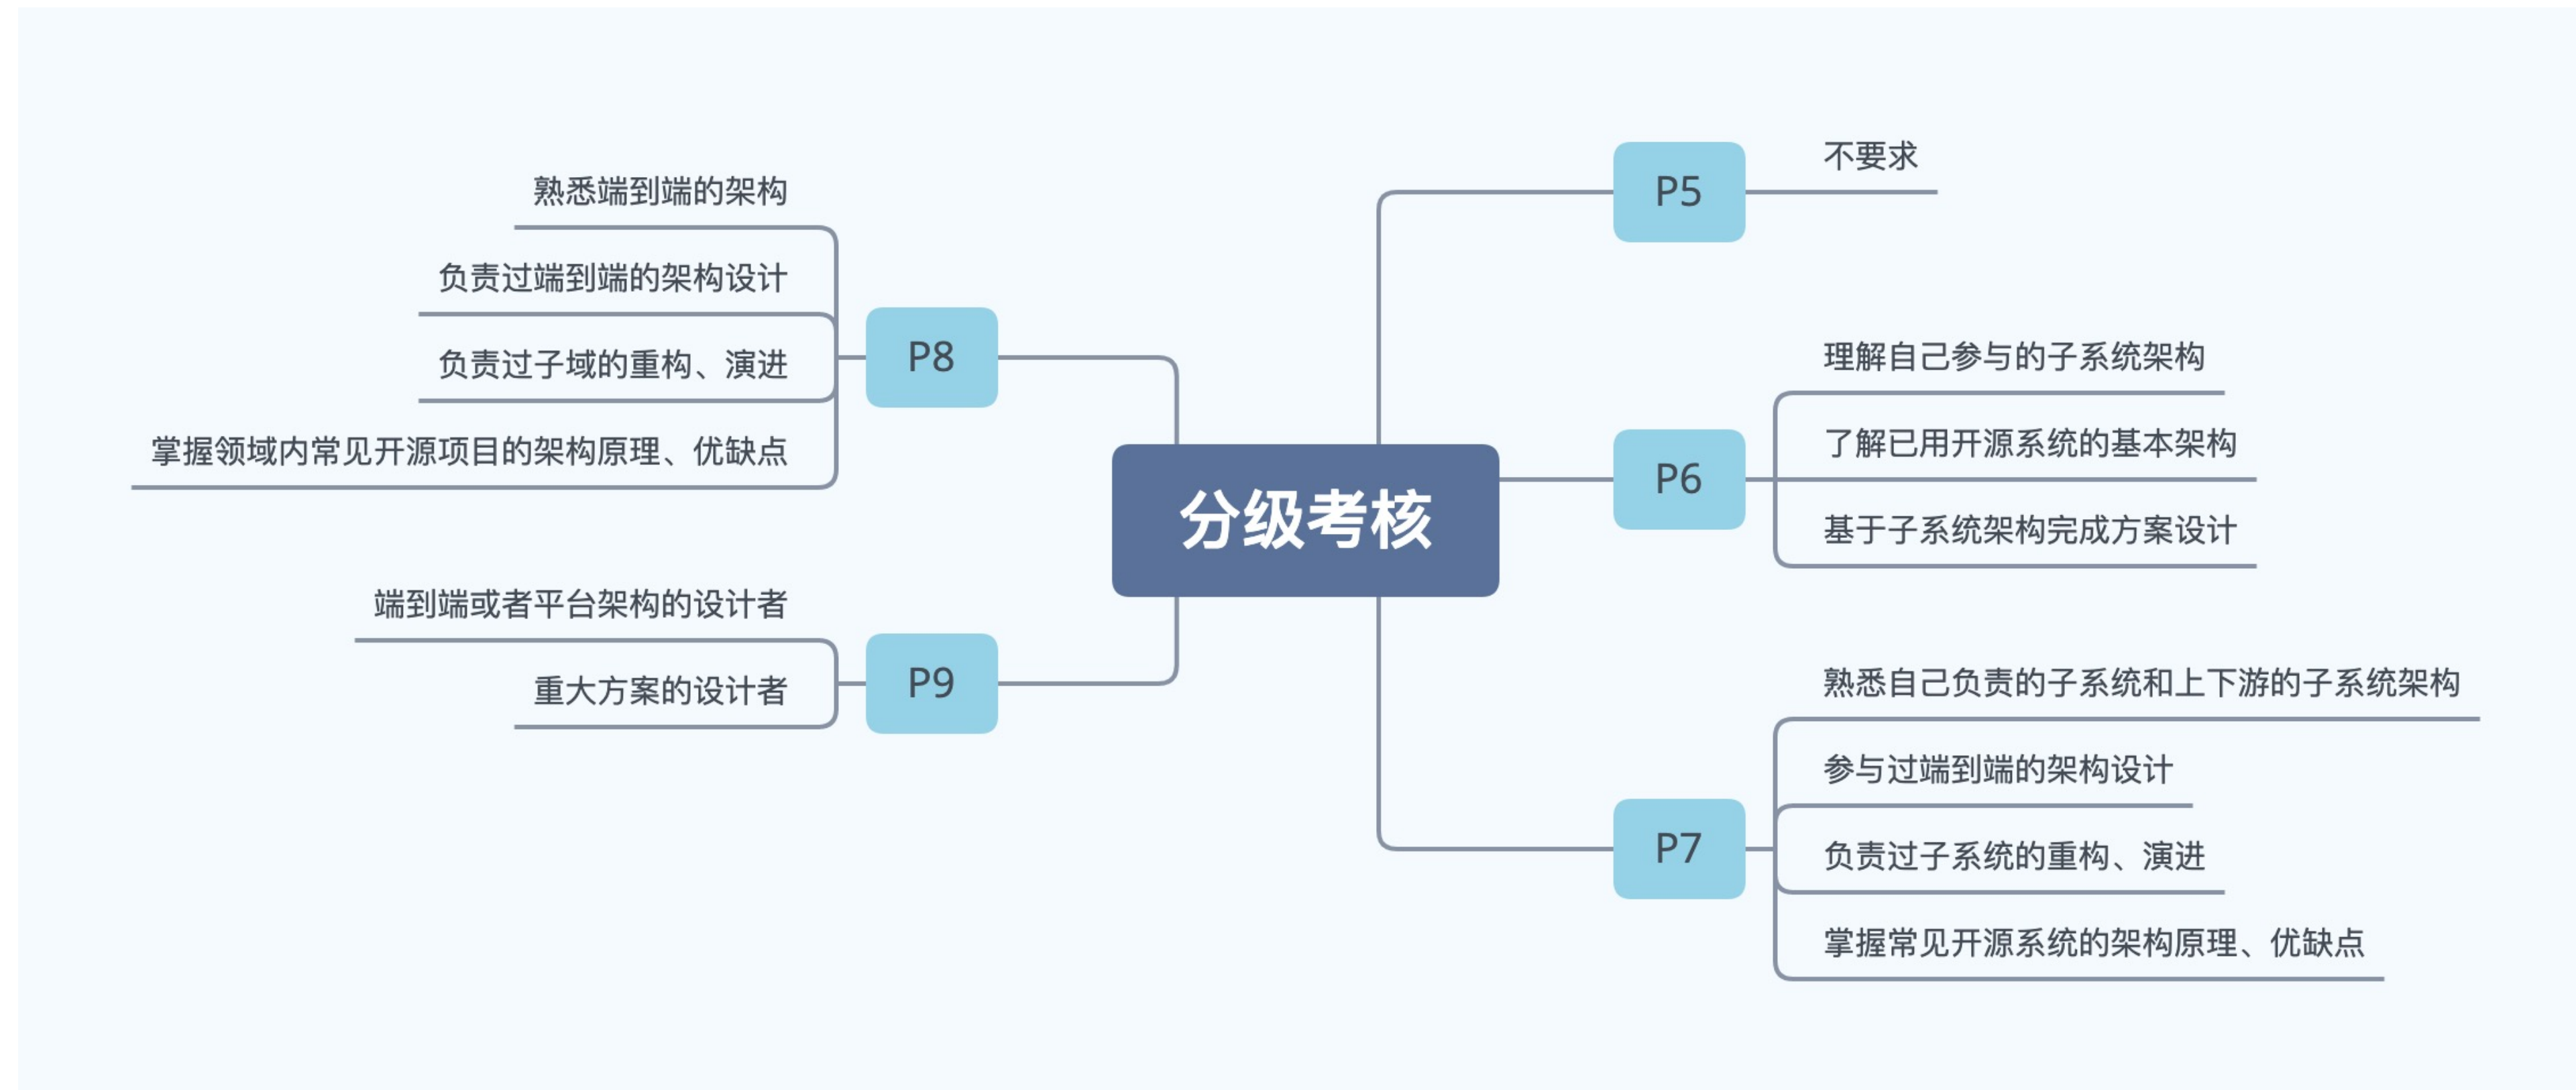 分级考核
P5
不要求
P6
理解自己参与的子系统架构
了解已用开源系统的基本架构
基于子系统架构完成方案设计
P7
熟悉自己负责的子系统和上下游的子系统架构
参与过端到端的架构设计
负责过子系统的重构、演进
掌握常见开源系统的架构原理、优缺点
P8
熟悉端到端的架构
负责过端到端的架构设计
负责过子域的重构、演进
掌握领域内常见开源项目的架构原理、优缺点
P9
端到端或者平台架构的设计者
重大方案的设计者